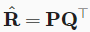 R̂ = PQ⊤